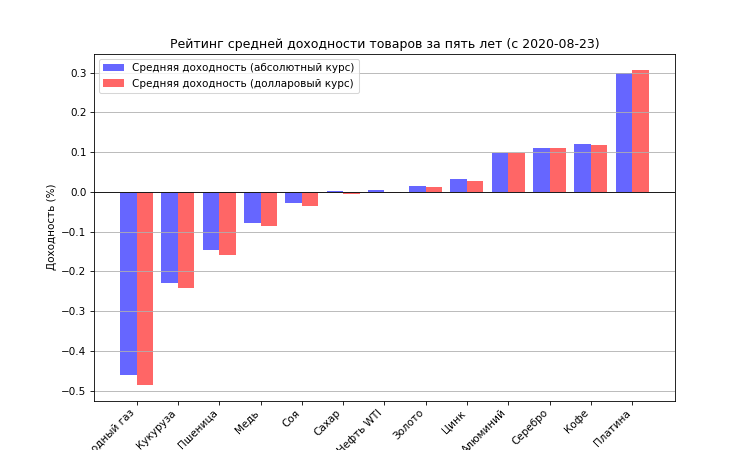 Рейтинг средней доходности товаров за пять лет (с 2020-08-23)
Средняя доходность (абсолютный курс)
Средняя доходность (долларовый курс)
Доходность (%)
0.3
0.2
0.1
0.0
−0.1
−0.2
−0.3
−0.4
−0.5
газ
Кукуруза
Пшеница
Медь
Соя
Сахар
Нефть WTI
Золото
Цинк
Алюминий
Серебро
Кофе
Платина